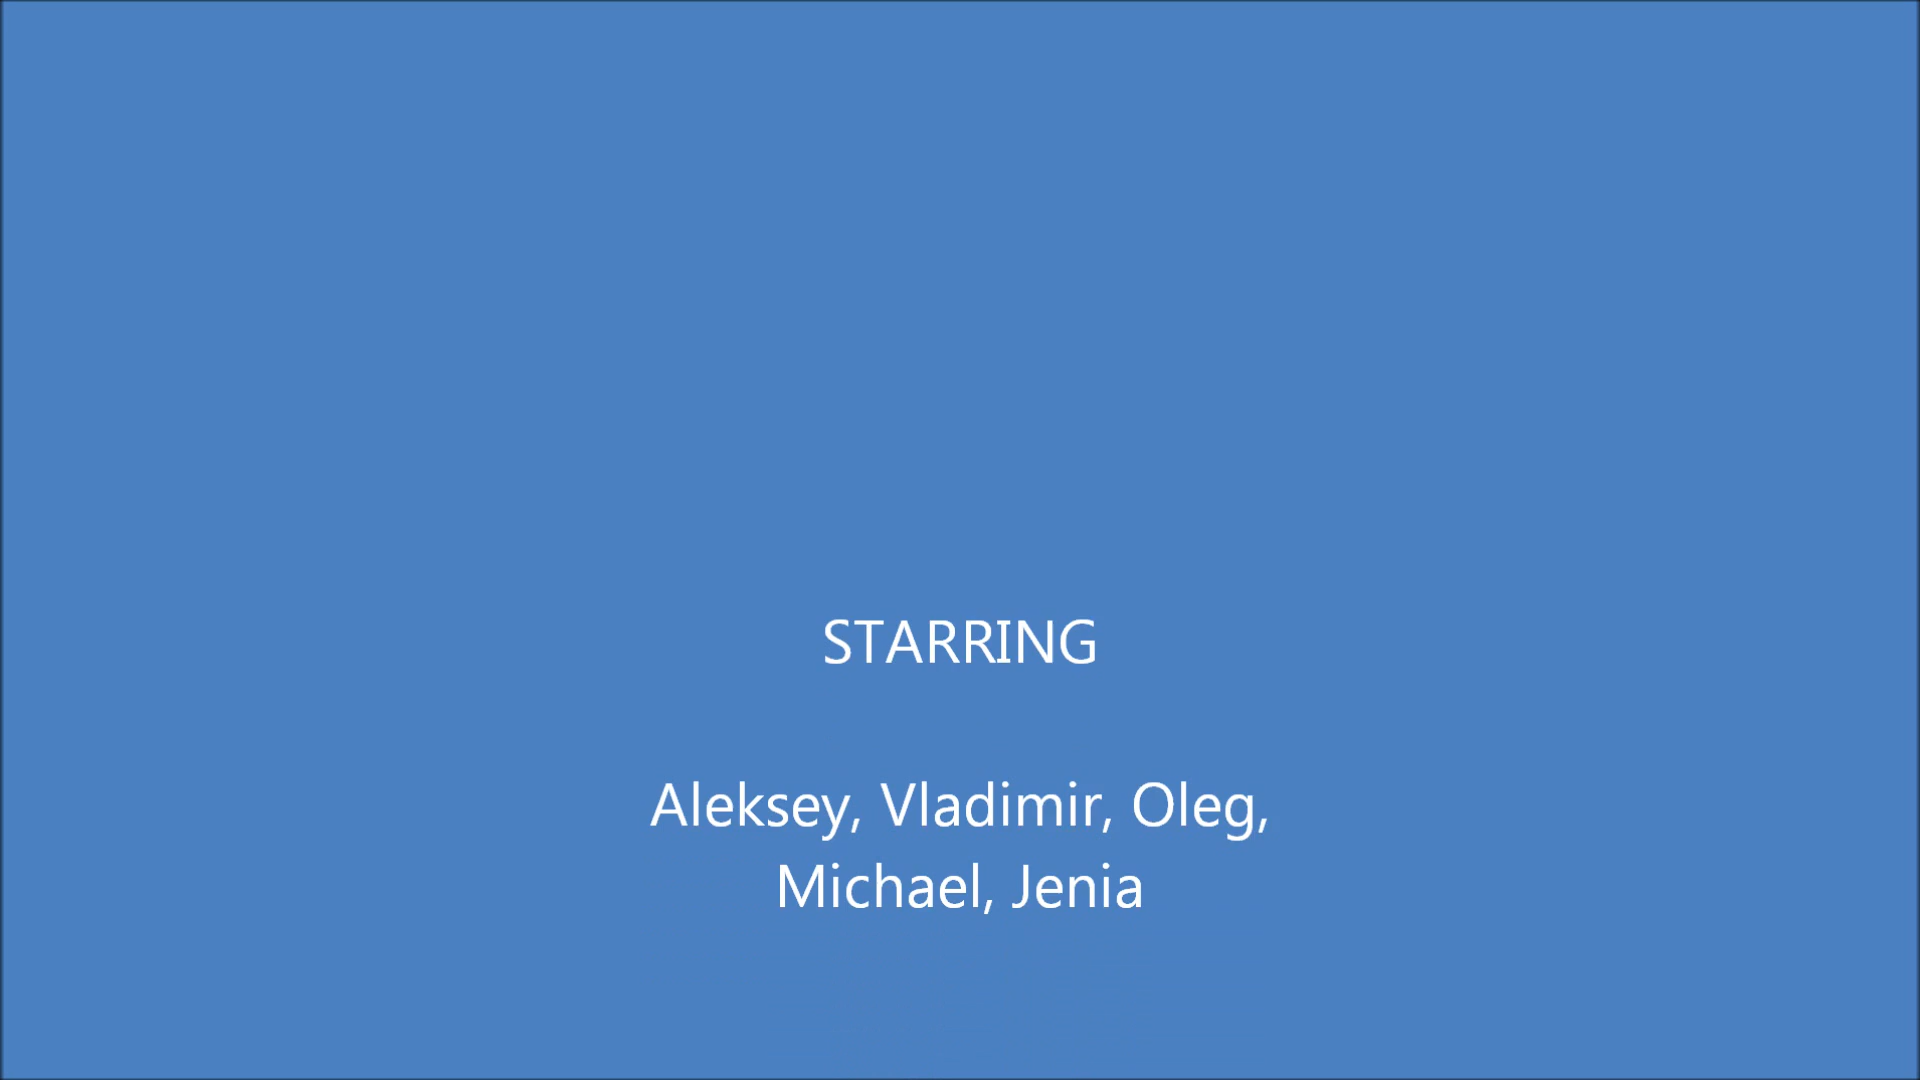 STARRING
Aleksey, Vladimir, Oleg,
Michael, Jenia